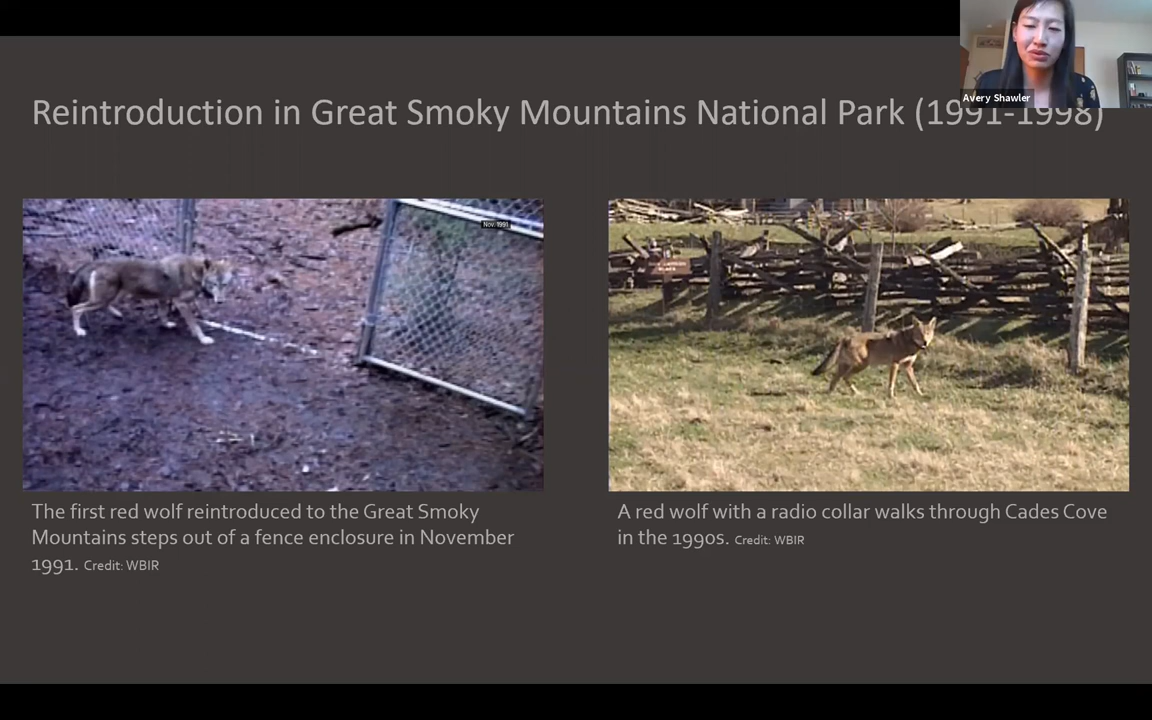 Avery Shawler
Reintroduction in Great Smoky Mountains National Park (1991-1998)
Nov. 1991
The first red wolf reintroduced to the Great Smoky
Mountains steps out of a fence enclosure in November
1991. Credit: WBIR
A red wolf with a radio collar walks through Cades Cove
in the 1990s. Credit: WBIR